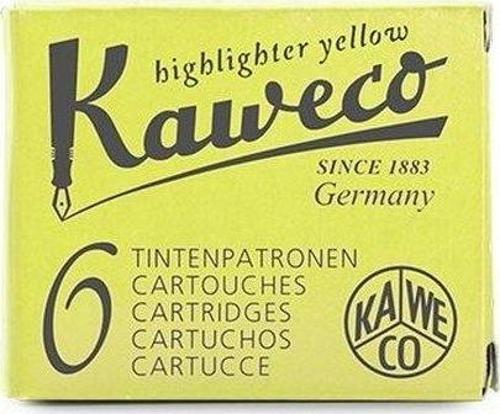 highlighter yellow
Kaweco
SINCE 1883
Germany
6
TINTENPATRONEN
CARTOUCHES
CARTRIDGES
CARTUCHOS
CARTUCCE
KA WE
CO